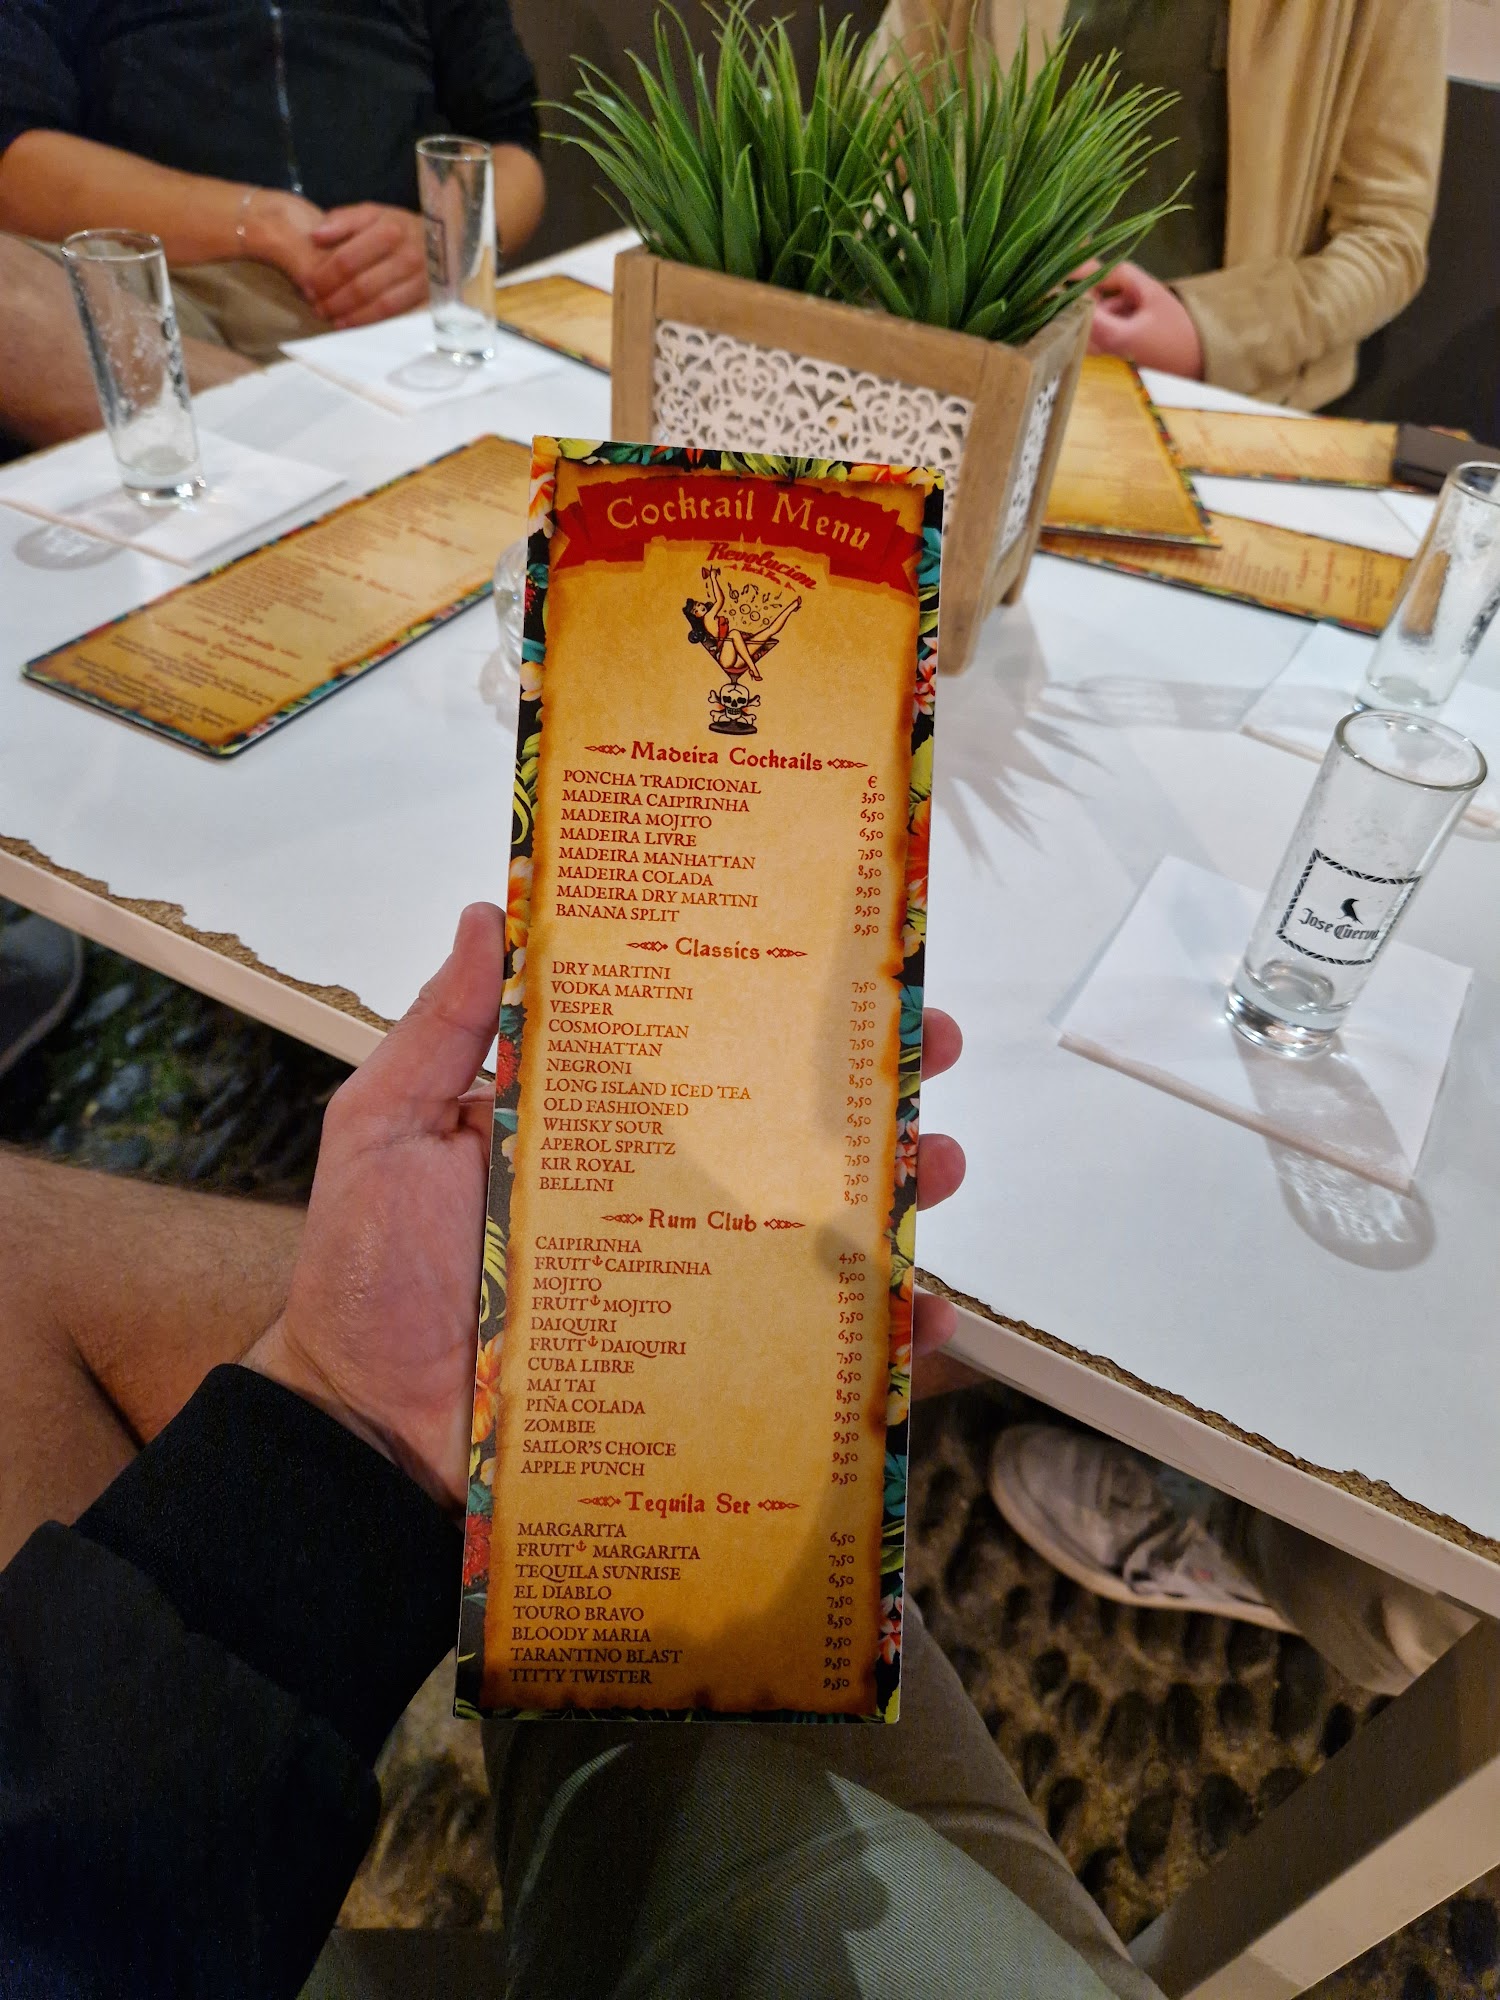 Cocktail Menu
Revolucion
Madeira Cocktails
€
PONCHA TRADICIONAL 3,50
MADEIRA CAIPIRINHA 6,50
MADEIRA MOJITO 6,50
MADEIRA LIVRE 7,50
MADEIRA MANHATTAN 8,50
MADEIRA COLADA 9,50
MADEIRA DRY MARTINI 9,50
BANANA SPLIT 9,50
Classics
DRY MARTINI 7,50
VODKA MARTINI 7,50
VESPER 7,50
COSMOPOLITAN 7,50
MANHATTAN 7,50
NEGRONI 8,50
LONG ISLAND ICED TEA 9,50
OLD FASHIONED 6,50
WHISKY SOUR 7,50
APEROL SPRITZ 7,50
KIR ROYAL 7,50
BELLINI 8,50
Rum Club
CAIPIRINHA 4,50
FRUIT⚓CAIPIRINHA 5,00
MOJITO 5,00
FRUIT⚓MOJITO 5,50
DAIQUIRI 6,50
FRUIT⚓DAIQUIRI 7,50
CUBA LIBRE 6,50
MAI TAI 8,50
PIÑA COLADA 9,50
ZOMBIE 9,50
SAILOR'S CHOICE 9,50
APPLE PUNCH 9,50
Tequila Set
MARGARITA 6,50
FRUIT⚓ MARGARITA 7,50
TEQUILA SUNRISE 6,50
EL DIABLO 7,50
TOURO BRAVO 8,50
BLOODY MARIA 9,50
TARANTINO BLAST 9,50
TITTY TWISTER 9,50
Jose Cuervo